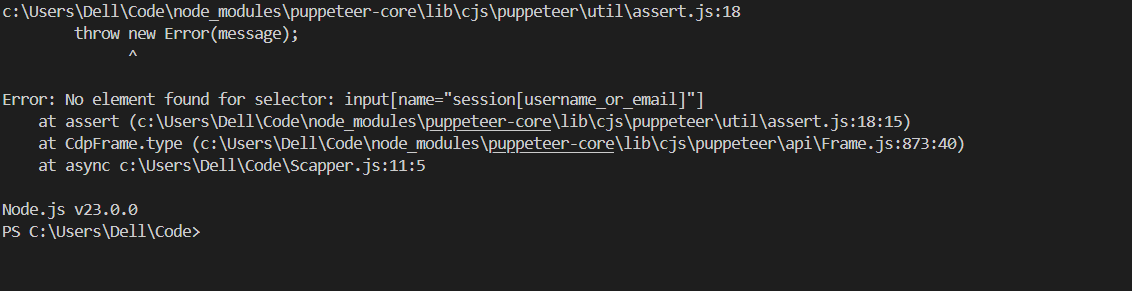 c:\Users\Dell\Code\node_modules\puppeteer-core\lib\cjs\puppeteer\util\assert.js:18
        throw new Error(message);
              ^
Error: No element found for selector: input[name="session[username_or_email]"]
    at assert (c:\Users\Dell\Code\node_modules\puppeteer-core\lib\cjs\puppeteer\util\assert.js:18:15)
    at CdpFrame.type (c:\Users\Dell\Code\node_modules\puppeteer-core\lib\cjs\puppeteer\api\Frame.js:873:40)
    at async c:\Users\Dell\Code\Scapper.js:11:5
Node.js v23.0.0
PS C:\Users\Dell\Code>